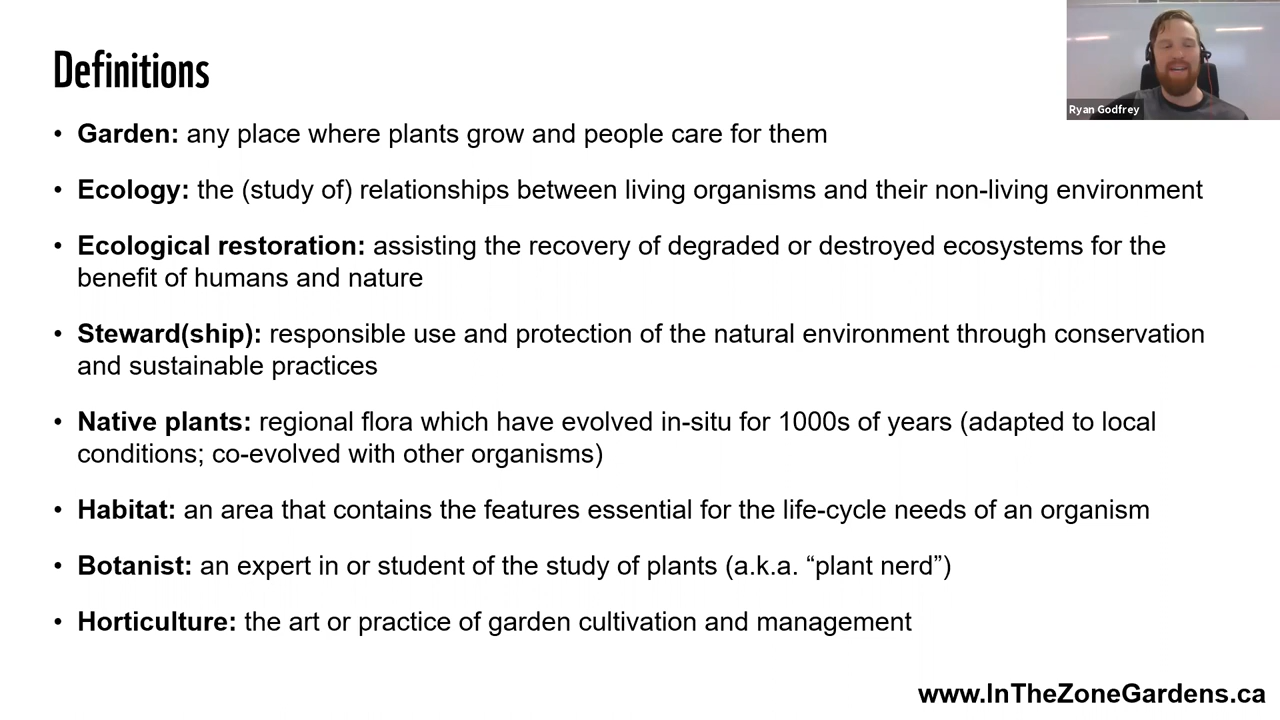 Definitions
Ryan Godfrey
• Garden: any place where plants grow and people care for them
• Ecology: the (study of) relationships between living organisms and their non-living environment
• Ecological restoration: assisting the recovery of degraded or destroyed ecosystems for the
benefit of humans and nature
• Steward(ship): responsible use and protection of the natural environment through conservation
and sustainable practices
• Native plants: regional flora which have evolved in-situ for 1000s of years (adapted to local
conditions; co-evolved with other organisms)
• Habitat: an area that contains the features essential for the life-cycle needs of an organism
• Botanist: an expert in or student of the study of plants (a.k.a. “plant nerd”)
• Horticulture: the art or practice of garden cultivation and management
www.InTheZoneGardens.ca